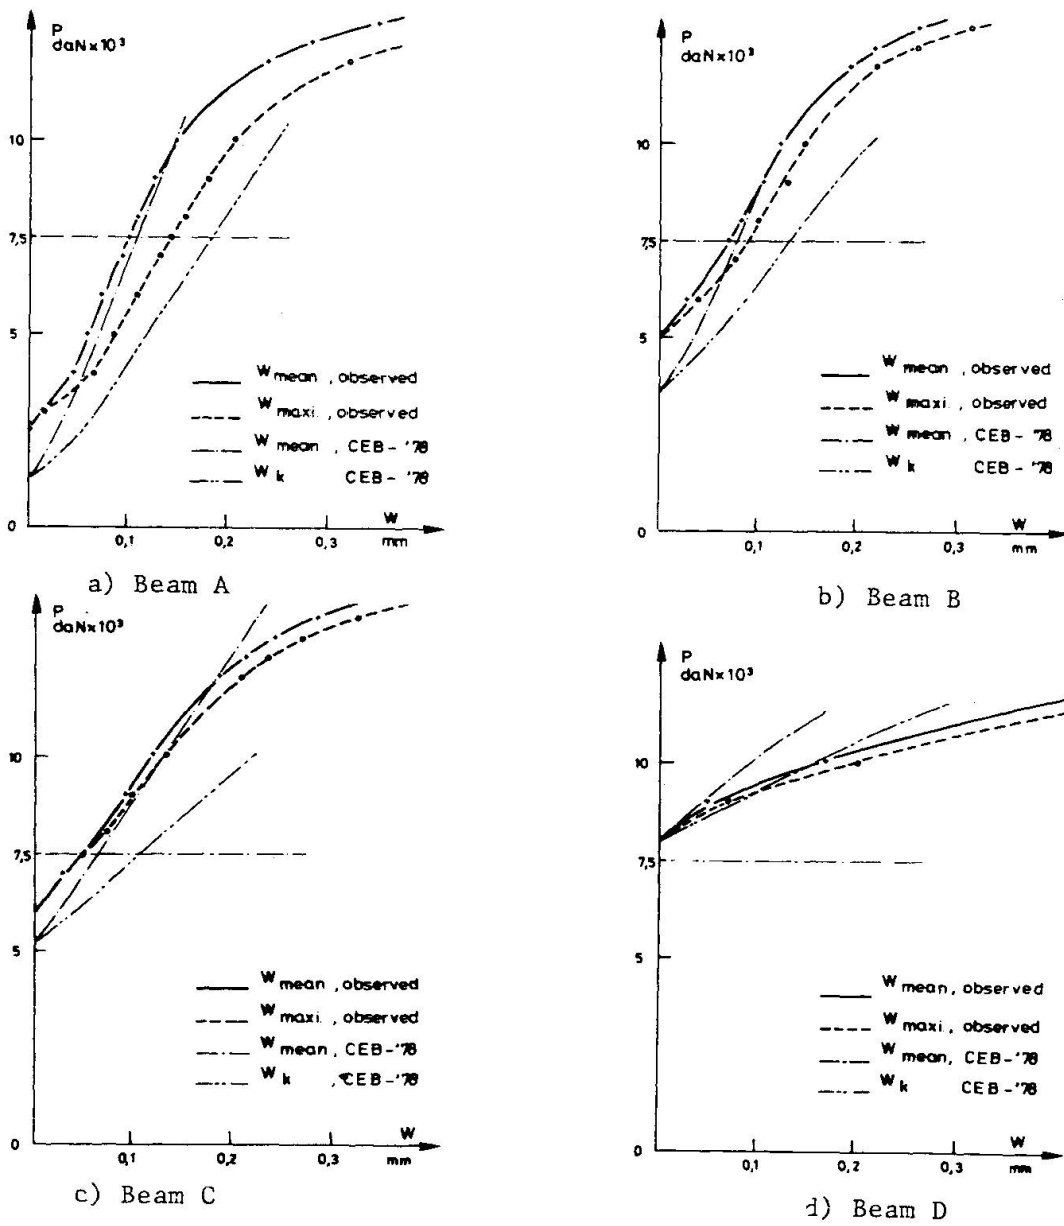 P
daN×10³
10
7,5
5
0
0,1 0,2 0,3
W
mm
W mean , observed
W maxi. , observed
W mean , CEB-'78
W k CEB-'78
a) Beam A
P
daN×10³
10
7,5
5
0
0,1 0,2 0,3
W
mm
W mean , observed
W maxi. , observed
W mean , CEB-'78
W k CEB-'78
b) Beam B
P
daN×10³
10
7,5
5
0
0,1 0,2 0,3
W
mm
W mean , observed
W maxi. , observed
W mean , CEB-'78
W k , CEB-'78
c) Beam C
P
daN×10³
10
7,5
5
0
0,1 0,2 0,3
W
mm
W mean, observed
W maxi., observed
W mean, CEB-'78
W k CEB-'78
d) Beam D